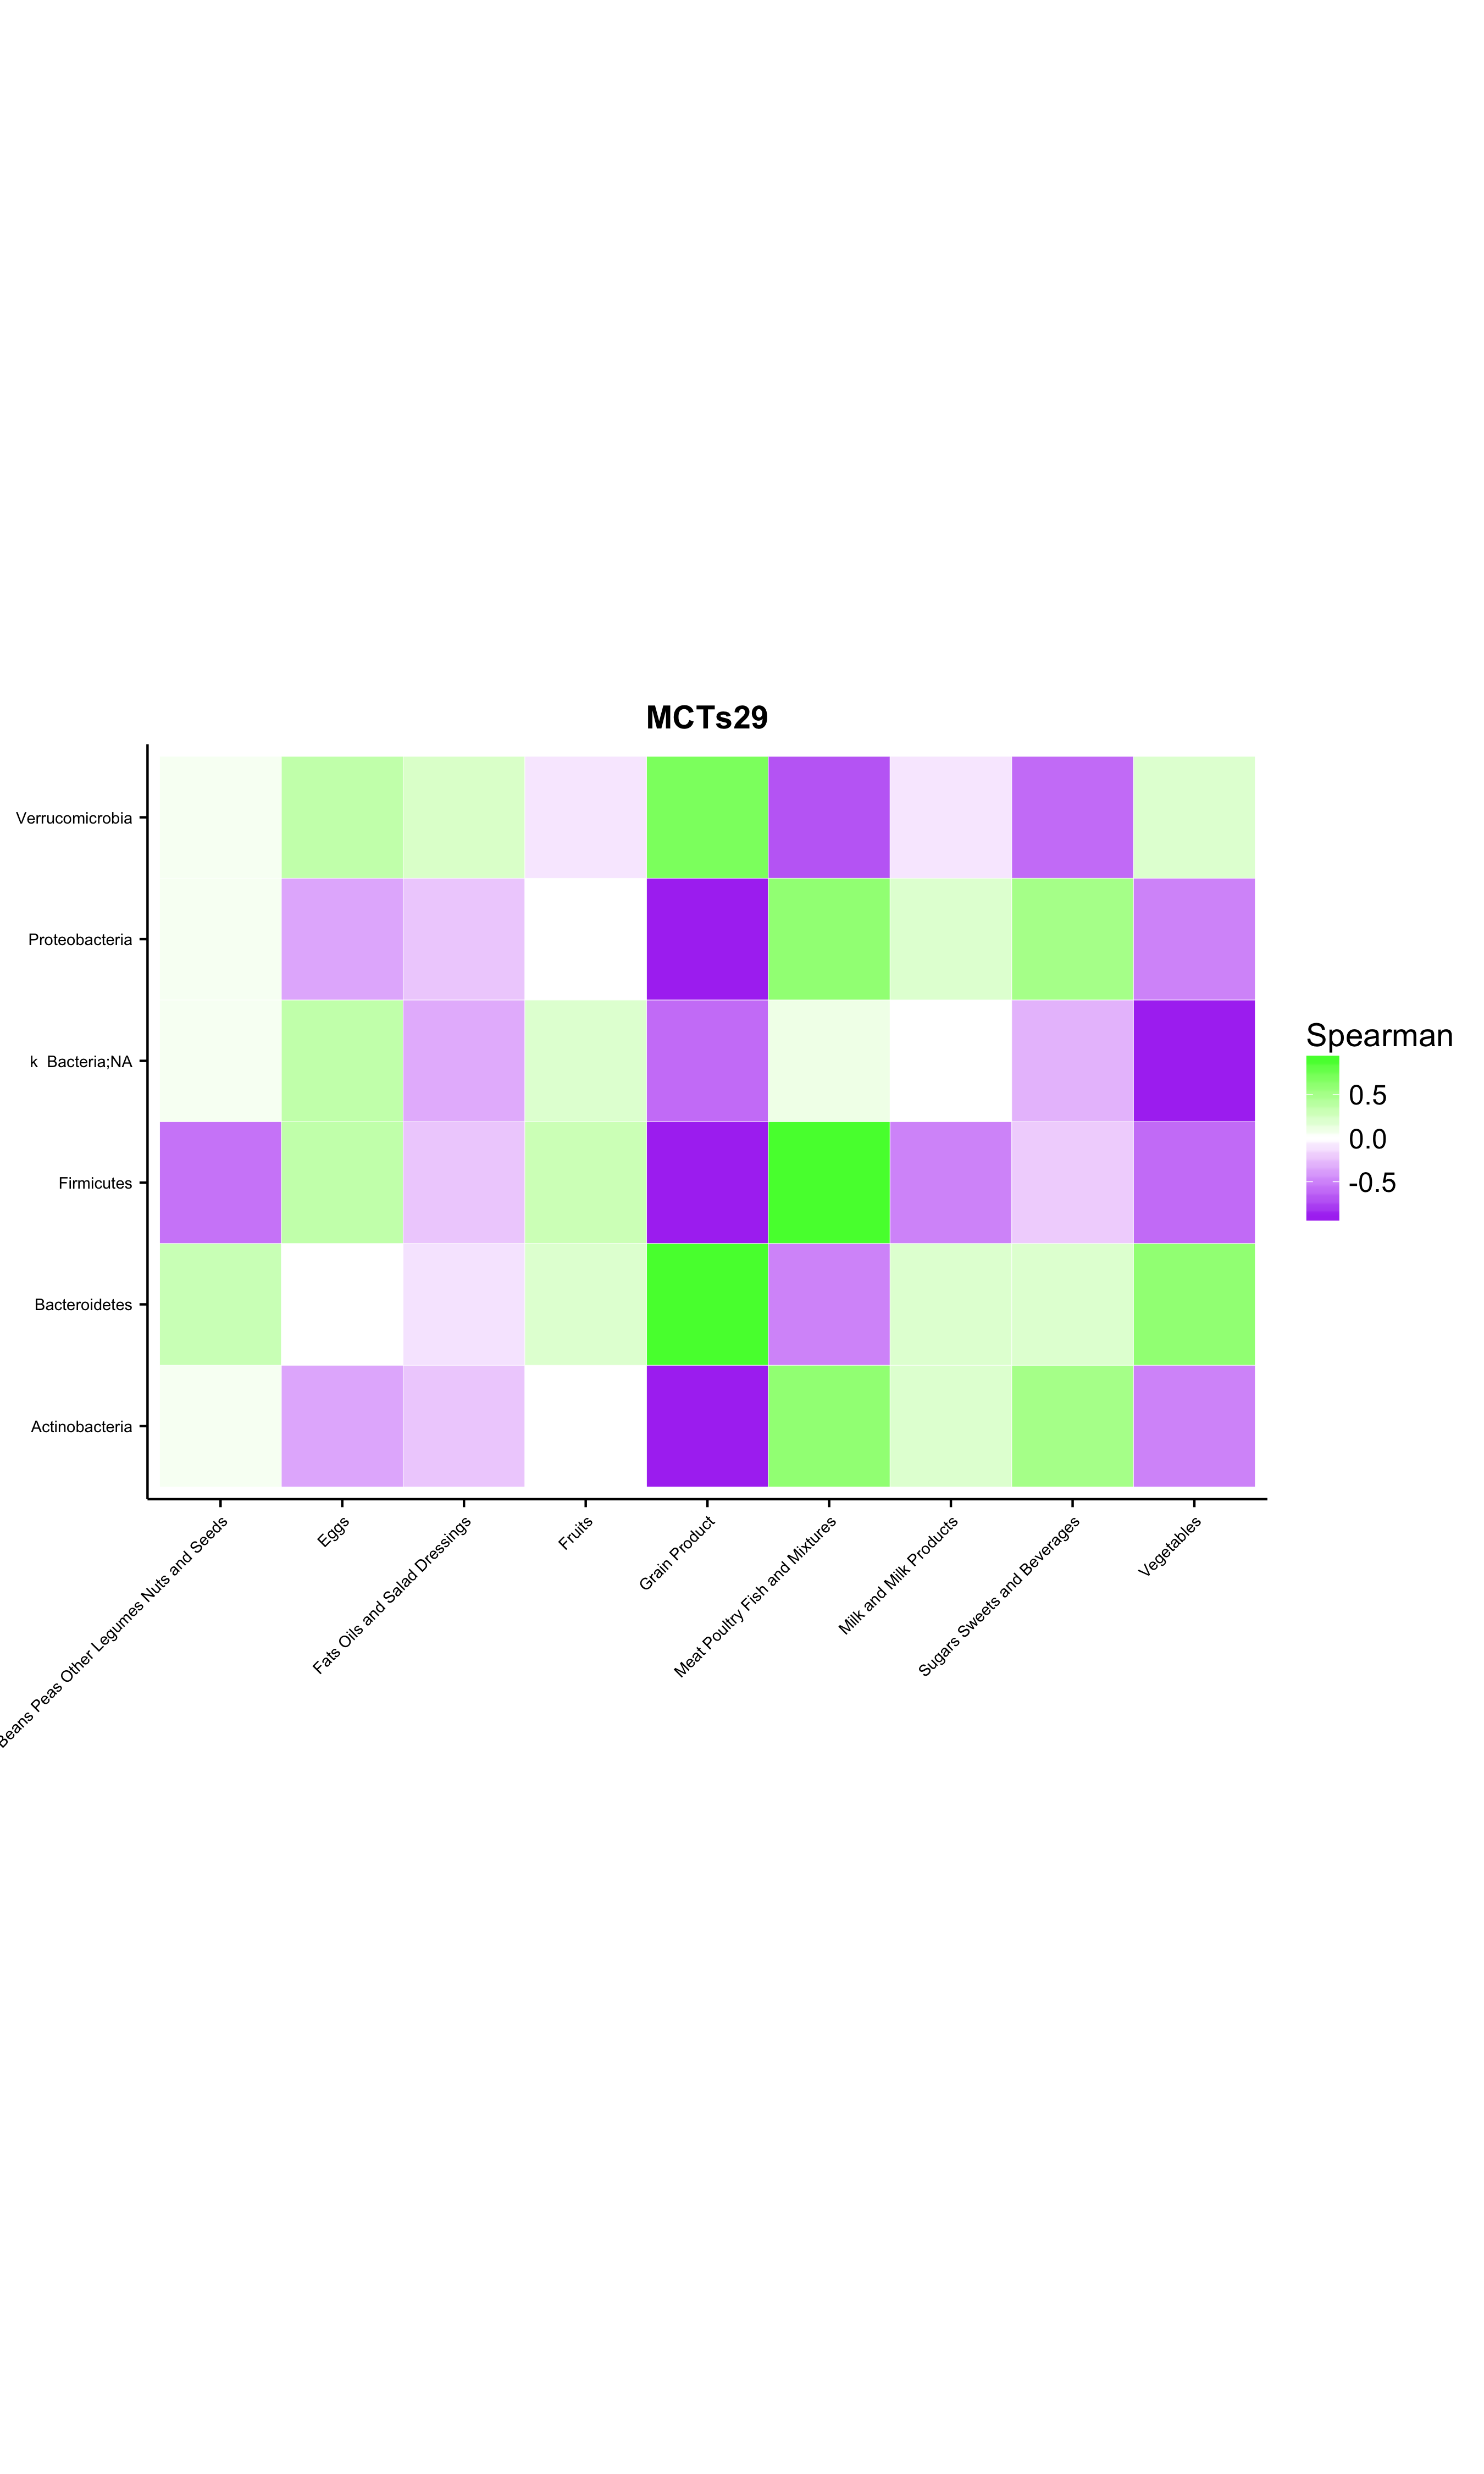 MCTs29
Verrucomicrobia
Proteobacteria
k Bacteria;NA
Firmicutes
Bacteroidetes
Actinobacteria
Spearman
0.5
0.0
-0.5
Beans Peas Other Legumes Nuts and Seeds
Eggs
Fats Oils and Salad Dressings
Fruits
Grain Product
Meat Poultry Fish and Mixtures
Milk and Milk Products
Sugars Sweets and Beverages
Vegetables